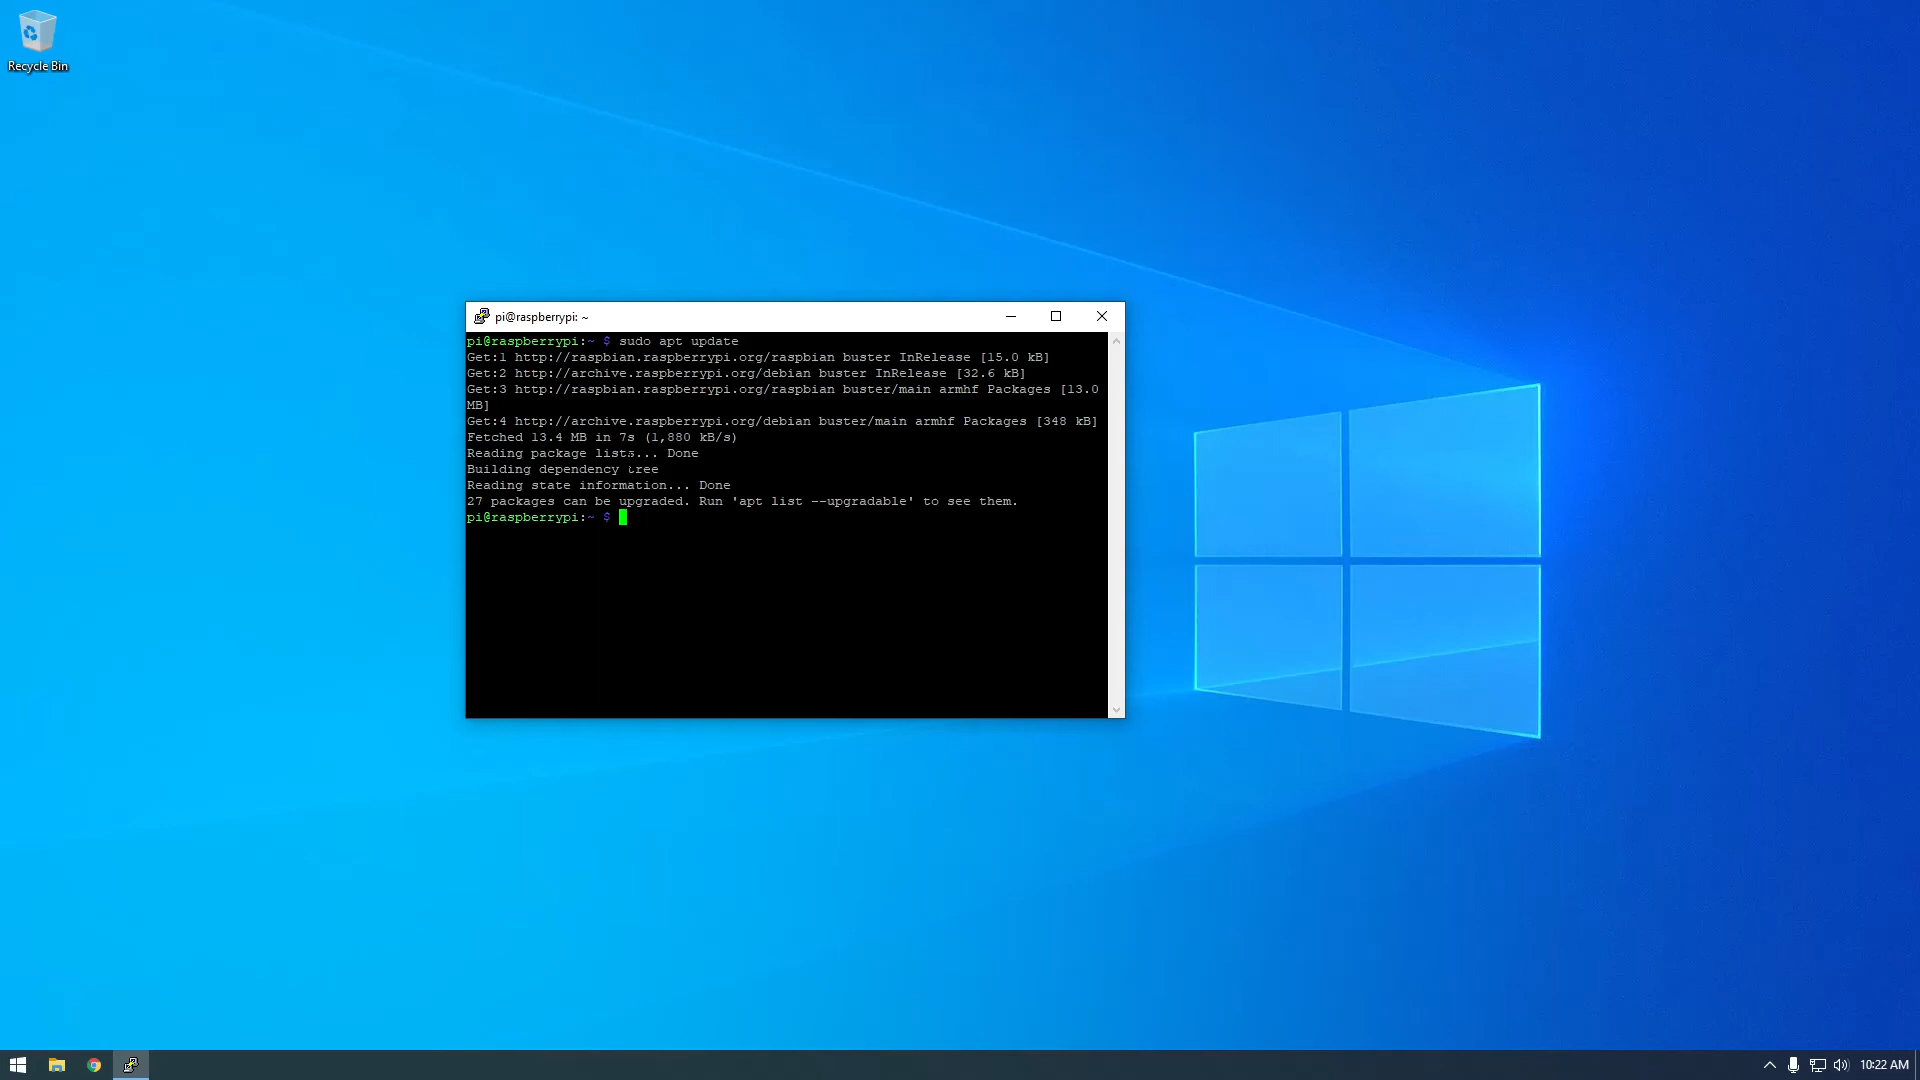 Recycle Bin
pi@raspberrypi: ~
pi@raspberrypi:~ $ sudo apt update
Get:1 http://raspbian.raspberrypi.org/raspbian buster InRelease [15.0 kB]
Get:2 http://archive.raspberrypi.org/debian buster InRelease [32.6 kB]
Get:3 http://raspbian.raspberrypi.org/raspbian buster/main armhf Packages [13.0
MB]
Get:4 http://archive.raspberrypi.org/debian buster/main armhf Packages [348 kB]
Fetched 13.4 MB in 7s (1,880 kB/s)
Reading package lists... Done
Building dependency tree
Reading state information... Done
27 packages can be upgraded. Run 'apt list --upgradable' to see them.
pi@raspberrypi:~ $
10:22 AM